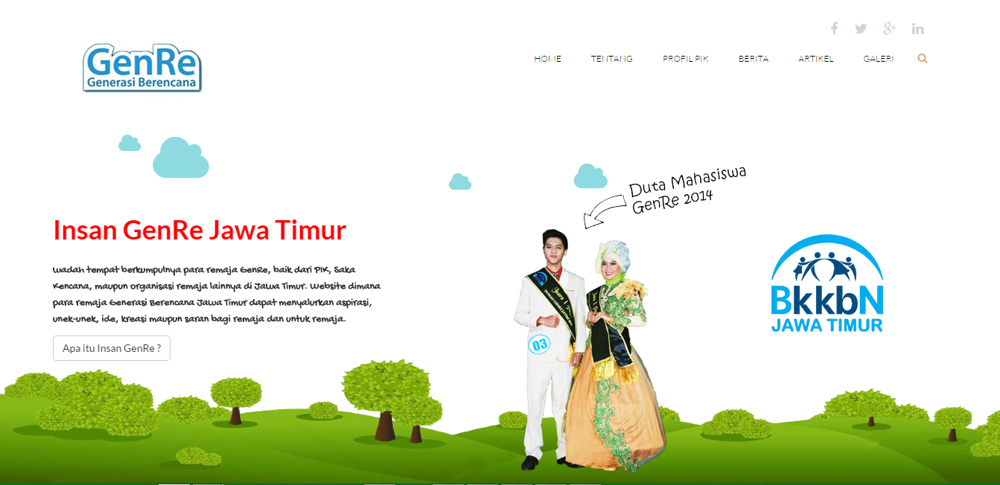 GenRe
Generasi Berencana
HOME TENTANG PROFIL PIK BERITA ARTIKEL GALERI
Duta Mahasiswa
GenRe 2014
Insan GenRe Jawa Timur
Wadah tempat berkumpulnya para remaja GenRe, baik dari PIK, Saka
Kencana, maupun organisasi remaja lainnya di Jawa Timur. Website dimana
para remaja Generasi Berencana Jawa Timur dapat menyalurkan aspirasi,
unek-unek, ide, kreasi maupun saran bagi remaja dan untuk remaja.
Apa itu Insan GenRe ?
Juara I
03
BkkbN
JAWA TIMUR